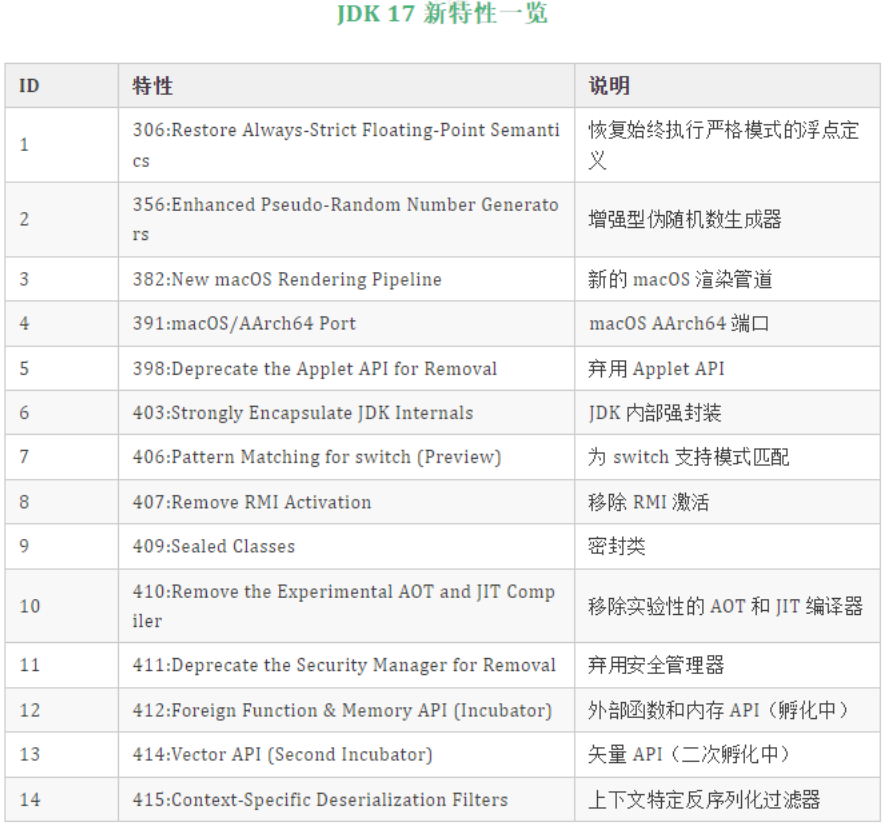 JDK 17 新特性一览
ID 特性 说明
1 306:Restore Always-Strict Floating-Point Semanti 恢复始终执行严格模式的浮点定
cs 义
2 356:Enhanced Pseudo-Random Number Generato 增强型伪随机数生成器
rs
3 382:New macOS Rendering Pipeline 新的 macOS 渲染管道
4 391:macOS/AArch64 Port macOS AArch64 端口
5 398:Deprecate the Applet API for Removal 弃用 Applet API
6 403:Strongly Encapsulate JDK Internals JDK 内部强封装
7 406:Pattern Matching for switch (Preview) 为 switch 支持模式匹配
8 407:Remove RMI Activation 移除 RMI 激活
9 409:Sealed Classes 密封类
10 410:Remove the Experimental AOT and JIT Comp 移除实验性的 AOT 和 JIT 编译器
iler
11 411:Deprecate the Security Manager for Removal 弃用安全管理器
12 412:Foreign Function & Memory API (Incubator) 外部函数和内存 API（孵化中）
13 414:Vector API (Second Incubator) 矢量 API（二次孵化中）
14 415:Context-Specific Deserialization Filters 上下文特定反序列化过滤器